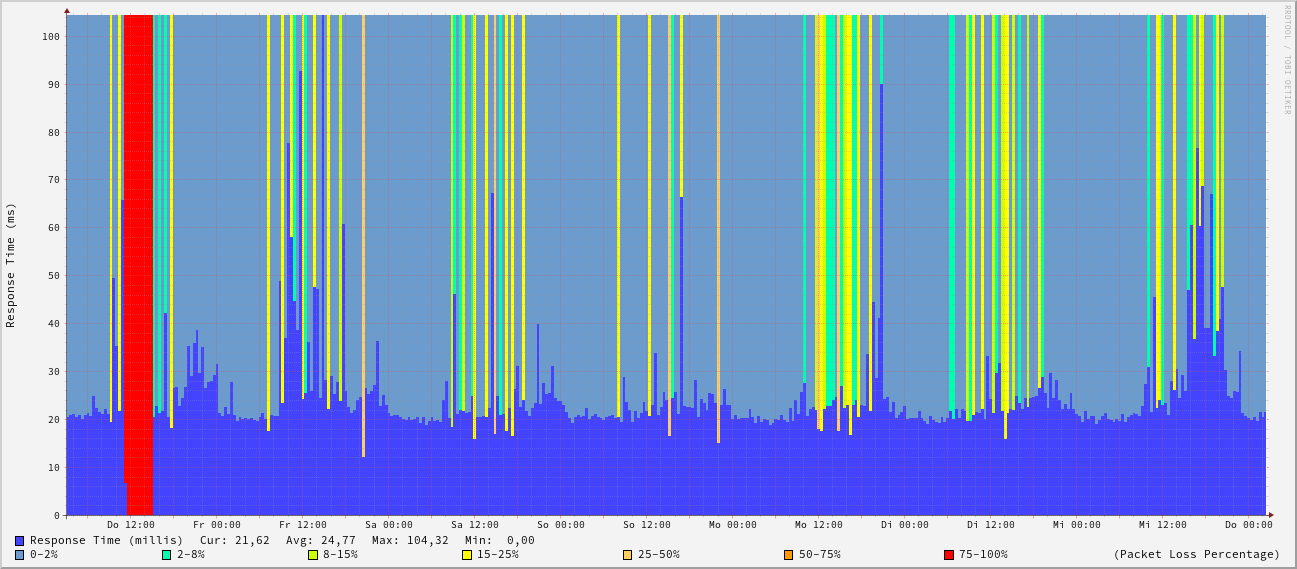 RRDTOOL / TOBI OETIKER
Response Time (ms)
100
90
80
70
60
50
40
30
20
10
0
Do 12:00 Fr 00:00 Fr 12:00 Sa 00:00 Sa 12:00 So 00:00 So 12:00 Mo 00:00 Mo 12:00 Di 00:00 Di 12:00 Mi 00:00 Mi 12:00 Do 00:00
Response Time (millis) Cur: 21,62 Avg: 24,77 Max: 104,32 Min: 0,00
0-2% 2-8% 8-15% 15-25% 25-50% 50-75% 75-100% (Packet Loss Percentage)